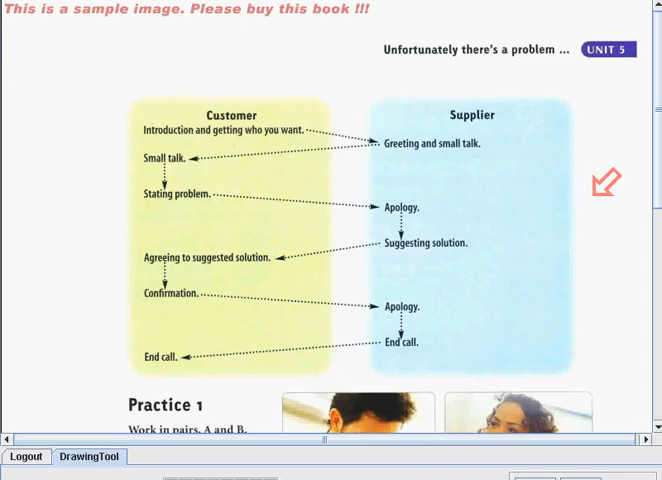 This is a sample image. Please buy this book !!!
Unfortunately there's a problem ... UNIT 5
Customer
Supplier
Introduction and getting who you want.
Greeting and small talk.
Small talk.
Stating problem.
Apology.
Suggesting solution.
Agreeing to suggested solution.
Confirmation.
Apology.
End call.
End call.
Practice 1
Work in pairs, A and B.
Logout
DrawingTool